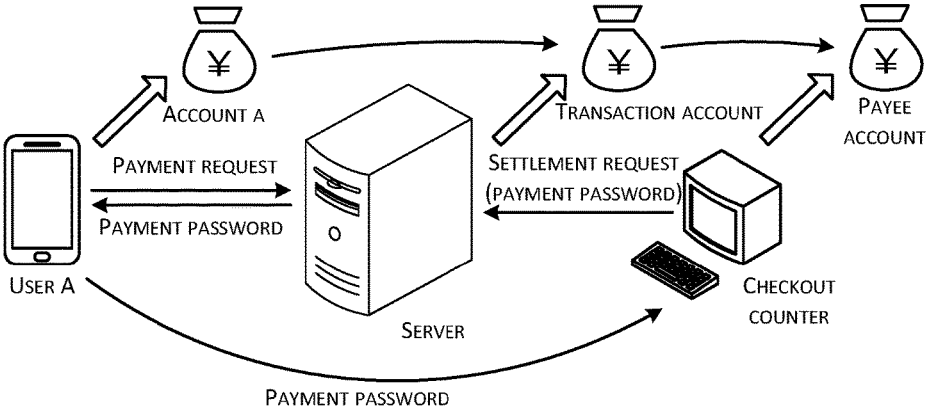 ¥
¥
¥
ACCOUNT A
TRANSACTION ACCOUNT
PAYEE
ACCOUNT
PAYMENT REQUEST
SETTLEMENT REQUEST
(PAYMENT PASSWORD)
PAYMENT PASSWORD
USER A
SERVER
CHECKOUT
COUNTER
PAYMENT PASSWORD